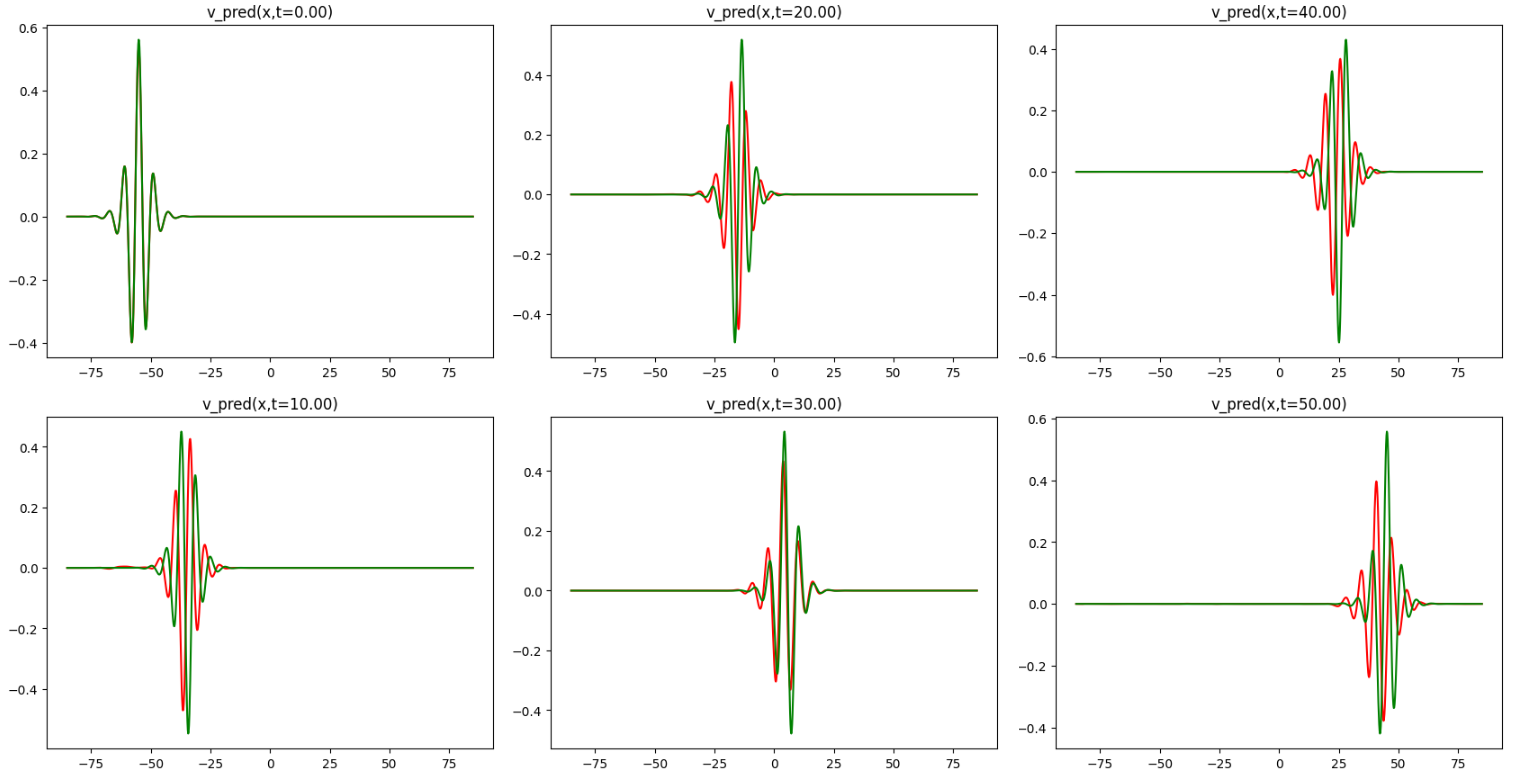 v_pred(x,t=0.00)
0.6
0.4
0.2
0.0
−0.2
−0.4
−75 −50 −25 0 25 50 75
v_pred(x,t=20.00)
0.4
0.2
0.0
−0.2
−0.4
−75 −50 −25 0 25 50 75
v_pred(x,t=40.00)
0.4
0.2
0.0
−0.2
−0.4
−0.6
−75 −50 −25 0 25 50 75
v_pred(x,t=10.00)
0.4
0.2
0.0
−0.2
−0.4
−75 −50 −25 0 25 50 75
v_pred(x,t=30.00)
0.4
0.2
0.0
−0.2
−0.4
−75 −50 −25 0 25 50 75
v_pred(x,t=50.00)
0.6
0.4
0.2
0.0
−0.2
−0.4
−75 −50 −25 0 25 50 75